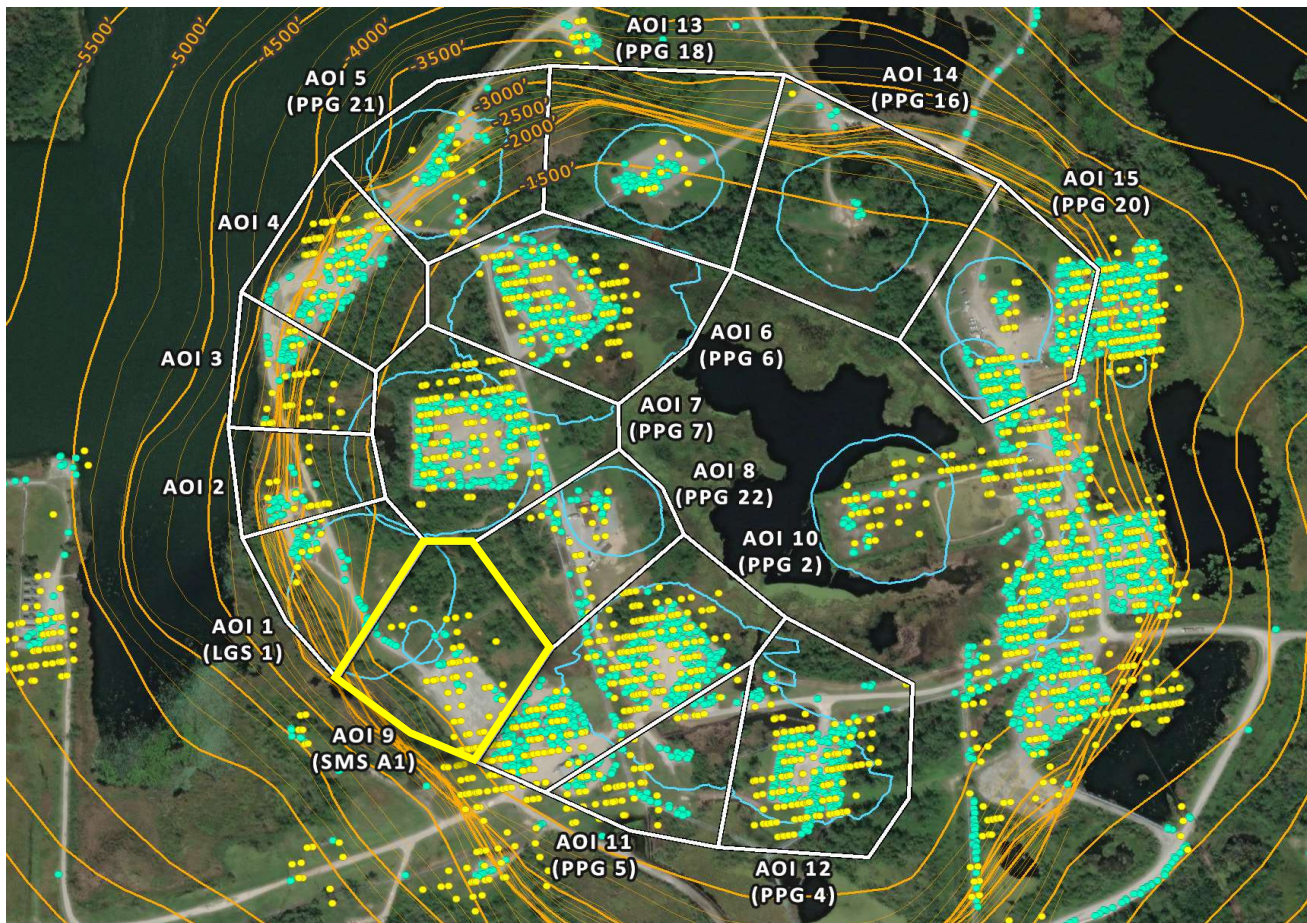 -5500'
-5000'
-4500'
-4000'
-3500'
-3000'
-2500'
-2000'
-1500'
AOI 13
(PPG 18)
AOI 14
(PPG 16)
AOI 5
(PPG 21)
AOI 15
(PPG 20)
AOI 4
AOI 3
AOI 6
(PPG 6)
AOI 7
(PPG 7)
AOI 2
AOI 8
(PPG 22)
AOI 10
(PPG 2)
AOI 1
(LGS 1)
AOI 9
(SMS A1)
AOI 11
(PPG 5)
AOI 12
(PPG 4)